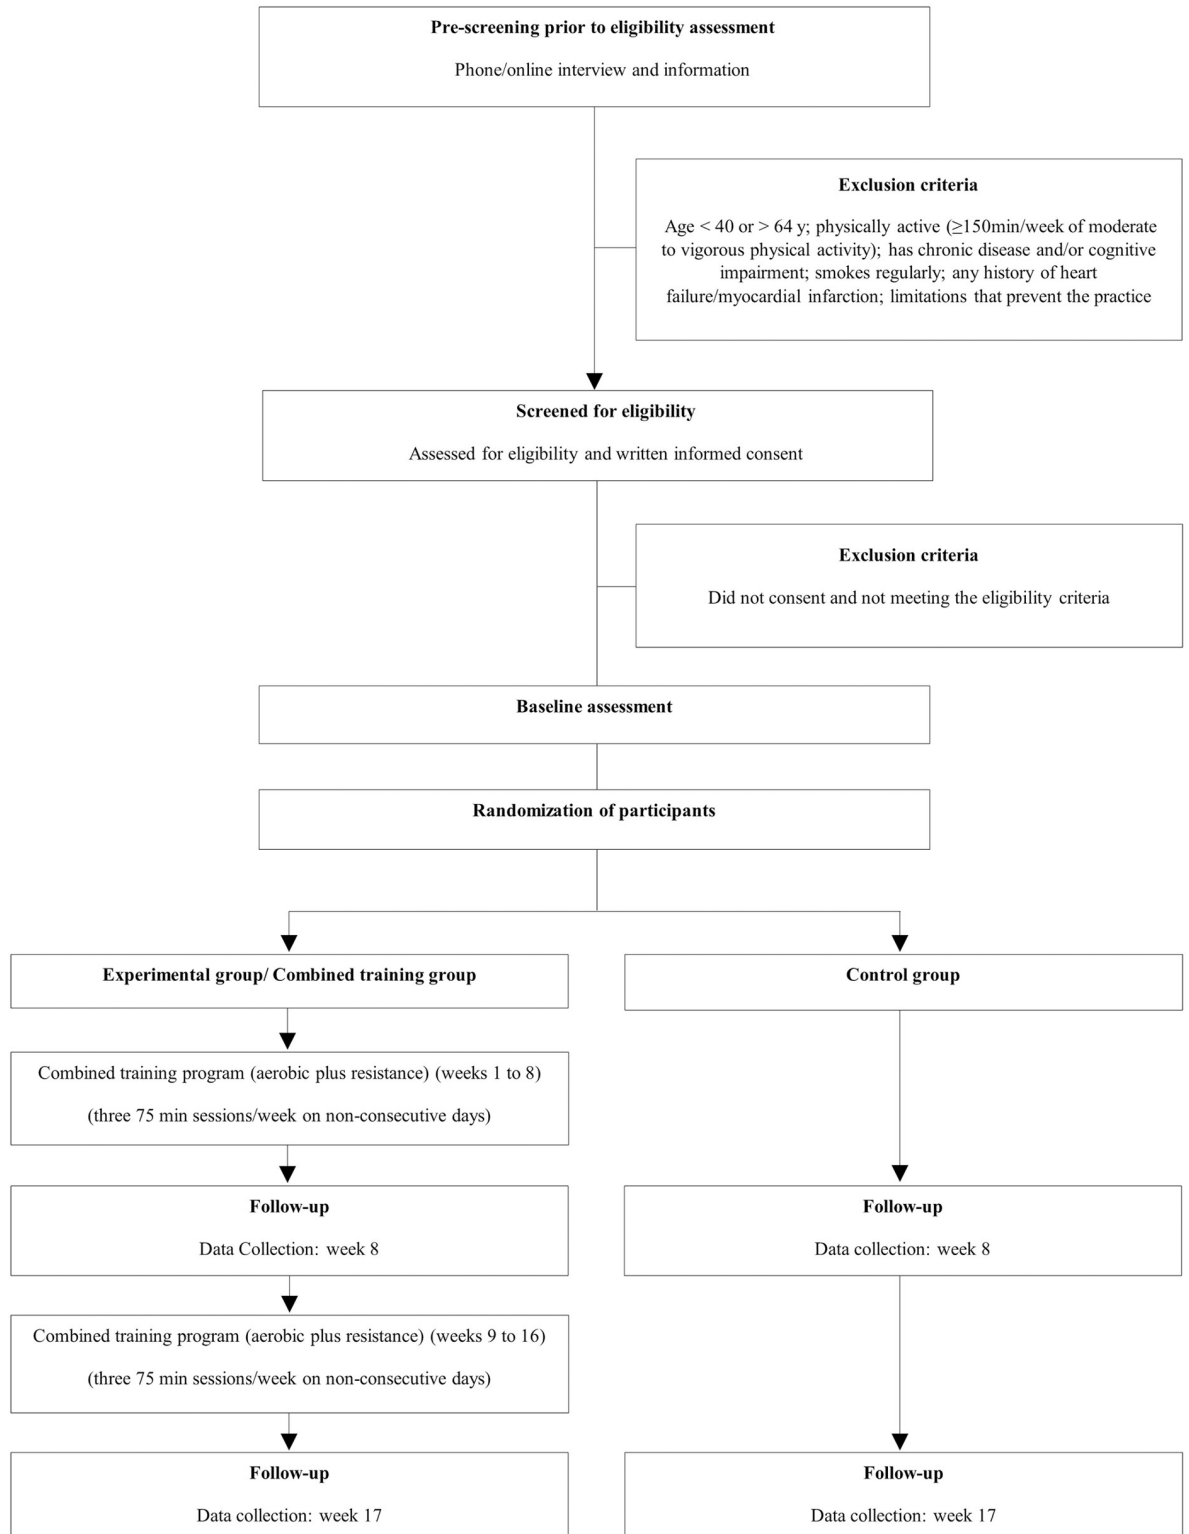 Pre-screening prior to eligibility assessment
Phone/online interview and information
Exclusion criteria
Age < 40 or > 64 y; physically active (≥150min/week of moderate
to vigorous physical activity); has chronic disease and/or cognitive
impairment; smokes regularly; any history of heart
failure/myocardial infarction; limitations that prevent the practice
Screened for eligibility
Assessed for eligibility and written informed consent
Exclusion criteria
Did not consent and not meeting the eligibility criteria
Baseline assessment
Randomization of participants
Experimental group/ Combined training group
Combined training program (aerobic plus resistance) (weeks 1 to 8)
(three 75 min sessions/week on non-consecutive days)
Follow-up
Data Collection: week 8
Combined training program (aerobic plus resistance) (weeks 9 to 16)
(three 75 min sessions/week on non-consecutive days)
Follow-up
Data collection: week 17
Control group
Follow-up
Data collection: week 8
Follow-up
Data collection: week 17